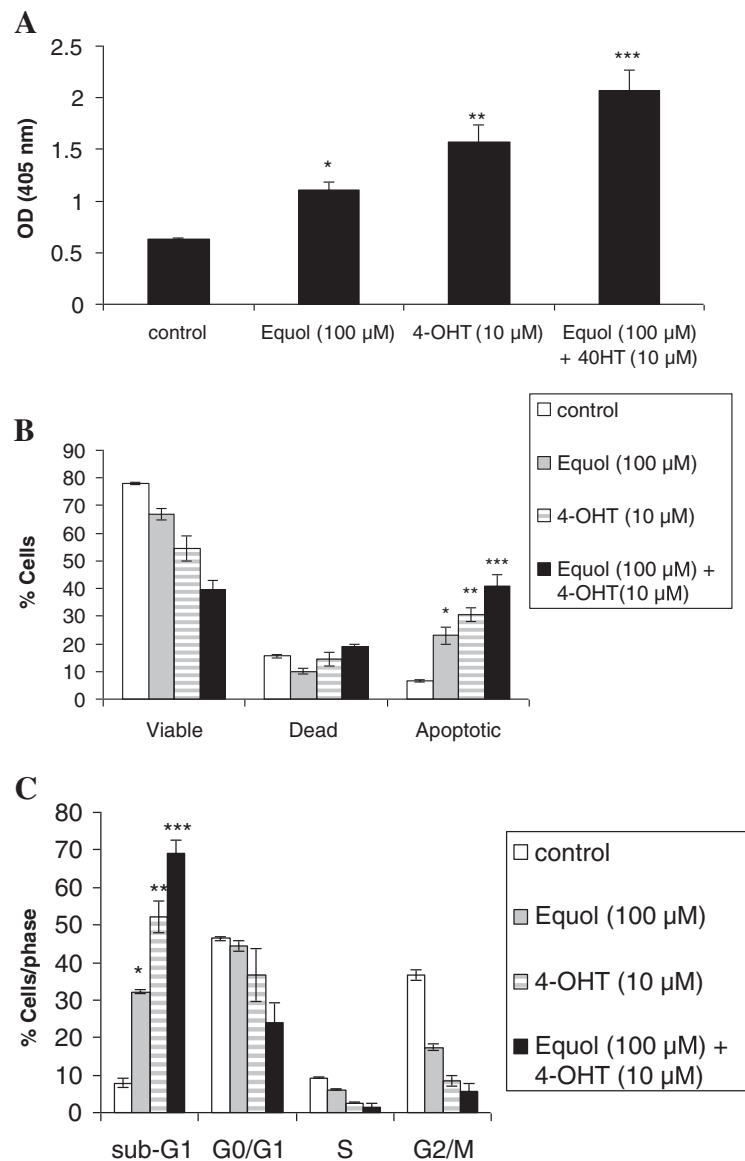 A
OD (405 nm)
2.5
2
1.5
1
0.5
0
*
**
***
control
Equol (100 µM)
4-OHT (10 µM)
Equol (100 µM)
+ 40HT (10 µM)
B
% Cells
90
80
70
60
50
40
30
20
10
0
*
**
***
Viable
Dead
Apoptotic
control
Equol (100 µM)
4-OHT (10 µM)
Equol (100 µM) +
4-OHT(10 µM)
C
% Cells/phase
80
70
60
50
40
30
20
10
0
*
**
***
sub-G1
G0/G1
S
G2/M
control
Equol (100 µM)
4-OHT (10 µM)
Equol (100 µM) +
4-OHT (10 µM)